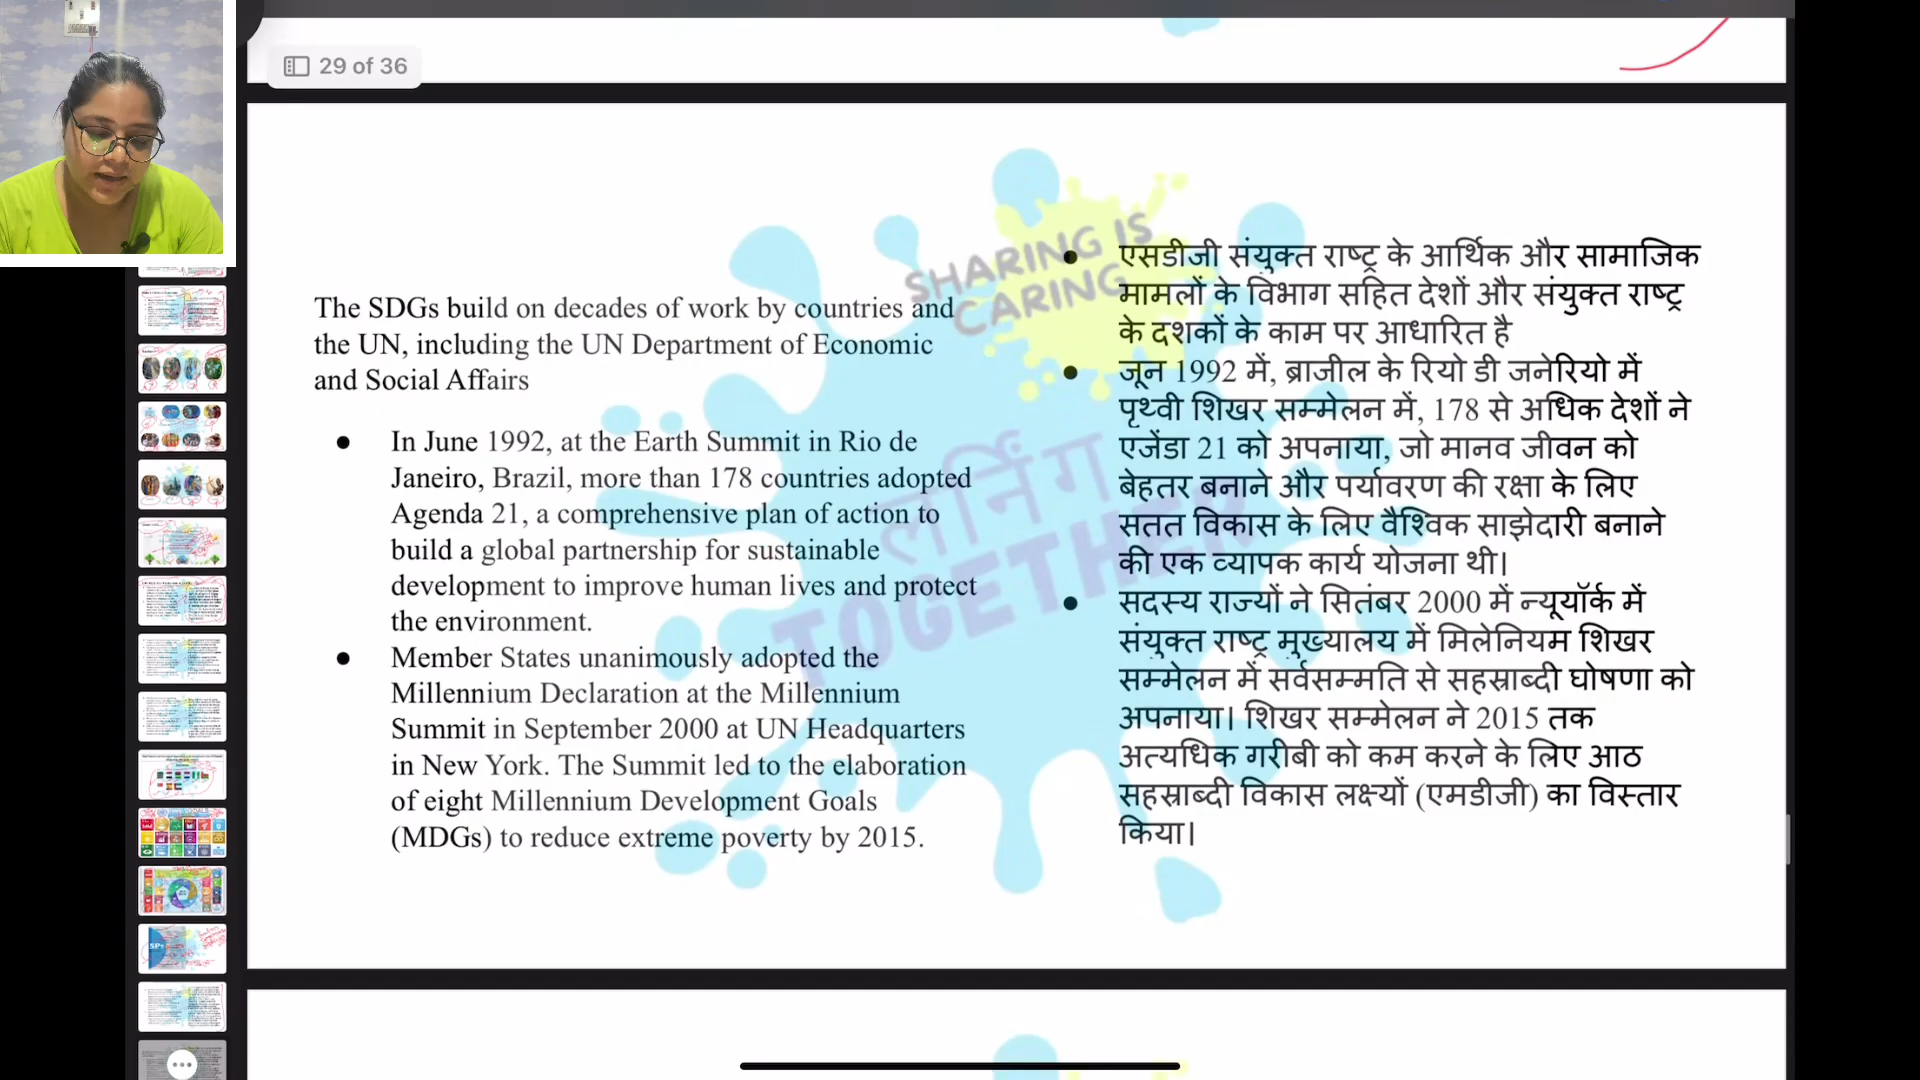 29 of 36
The SDGs build on decades of work by countries and
the UN, including the UN Department of Economic
and Social Affairs
● In June 1992, at the Earth Summit in Rio de
Janeiro, Brazil, more than 178 countries adopted
Agenda 21, a comprehensive plan of action to
build a global partnership for sustainable
development to improve human lives and protect
the environment.
● Member States unanimously adopted the
Millennium Declaration at the Millennium
Summit in September 2000 at UN Headquarters
in New York. The Summit led to the elaboration
of eight Millennium Development Goals
(MDGs) to reduce extreme poverty by 2015.
● एसडीजी संयुक्त राष्ट्र के आर्थिक और सामाजिक
मामलों के विभाग सहित देशों और संयुक्त राष्ट्र
के दशकों के काम पर आधारित है
● जून 1992 में, ब्राजील के रियो डी जनेरियो में
पृथ्वी शिखर सम्मेलन में, 178 से अधिक देशों ने
एजेंडा 21 को अपनाया, जो मानव जीवन को
बेहतर बनाने और पर्यावरण की रक्षा के लिए
सतत विकास के लिए वैश्विक साझेदारी बनाने
की एक व्यापक कार्य योजना थी।
● सदस्य राज्यों ने सितंबर 2000 में न्यूयॉर्क में
संयुक्त राष्ट्र मुख्यालय में मिलेनियम शिखर
सम्मेलन में सर्वसम्मति से सहस्राब्दी घोषणा को
अपनाया। शिखर सम्मेलन ने 2015 तक
अत्यधिक गरीबी को कम करने के लिए आठ
सहस्राब्दी विकास लक्ष्यों (एमडीजी) का विस्तार
किया।
SHARING IS
CARING
लर्निंग
TOGETHER